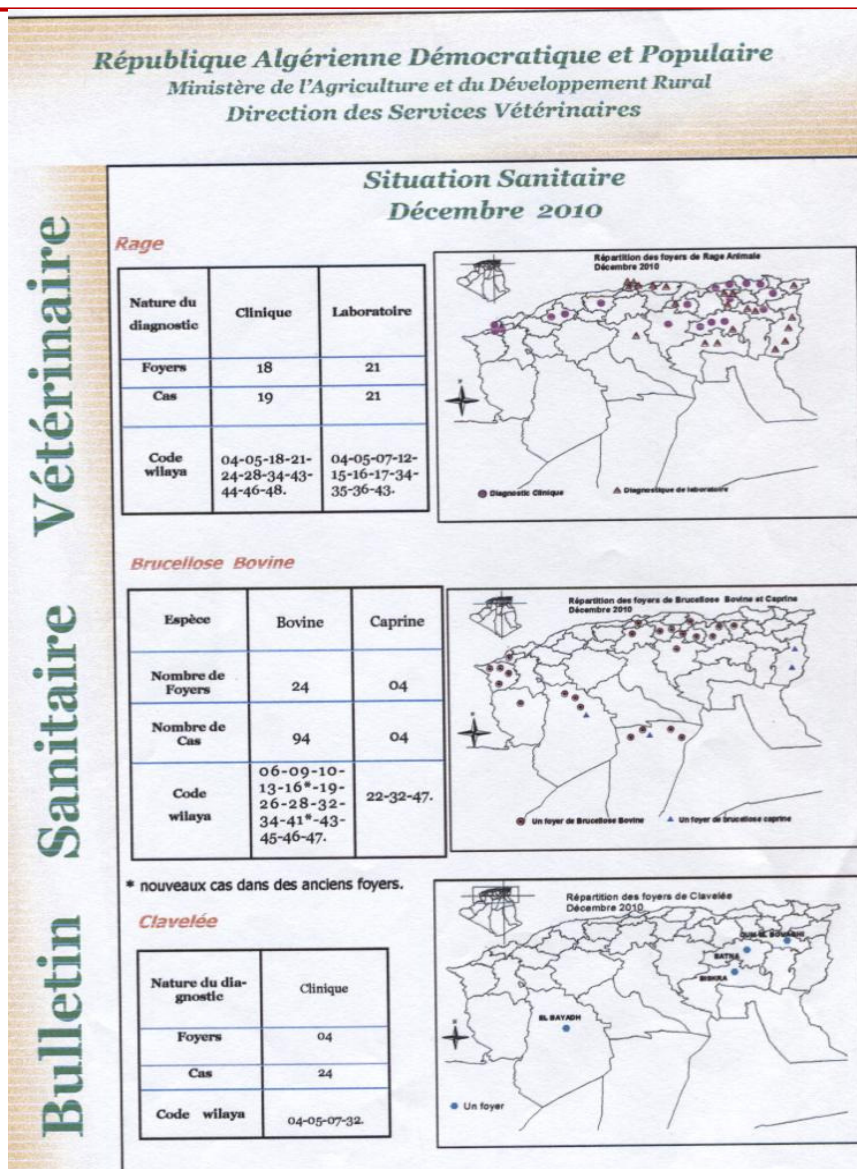 République Algérienne Démocratique et Populaire
Ministère de l'Agriculture et du Développement Rural
Direction des Services Vétérinaires
Bulletin Sanitaire Vétérinaire
Situation Sanitaire
Décembre 2010
Rage
Nature du
diagnostic
Clinique
Laboratoire
Foyers
18
21
Cas
19
21
Code
wilaya
04-05-18-21-
24-28-34-43-
44-46-48.
04-05-07-12-
15-16-17-34-
35-36-43.
Répartition des foyers de Rage Animale
Décembre 2010
Diagnostic Clinique
Diagnostique de laboratoire
Brucellose Bovine
Espèce
Bovine
Caprine
Nombre de
Foyers
24
04
Nombre de
Cas
94
04
Code
wilaya
06-09-10-
13-16*-19-
26-28-32-
34-41*-43-
45-46-47.
22-32-47.
Répartition des foyers de Brucellose Bovine et Caprine
Décembre 2010
Un foyer de Brucellose Bovine
Un foyer de brucellose caprine
* nouveaux cas dans des anciens foyers.
Clavelée
Nature du dia-
gnostic
Clinique
Foyers
04
Cas
24
Code wilaya
04-05-07-32.
Répartition des foyers de Clavelée
Décembre 2010
OUM EL BOUAGHI
BATNA
BISKRA
EL BAYADH
Un foyer